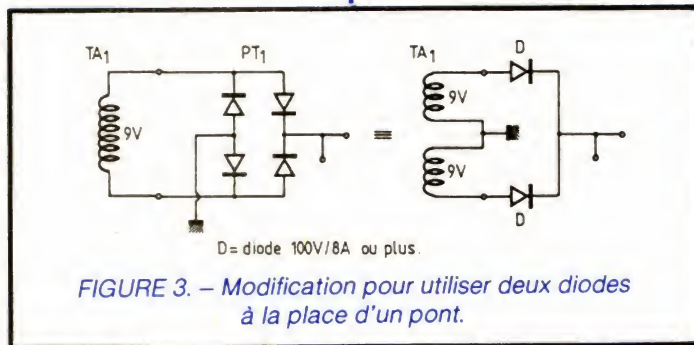 TA1 PT1 TA1 D
9V 9V
9V
D
D= diode 100V/8A ou plus.
FIGURE 3. – Modification pour utiliser deux diodes
à la place d'un pont.